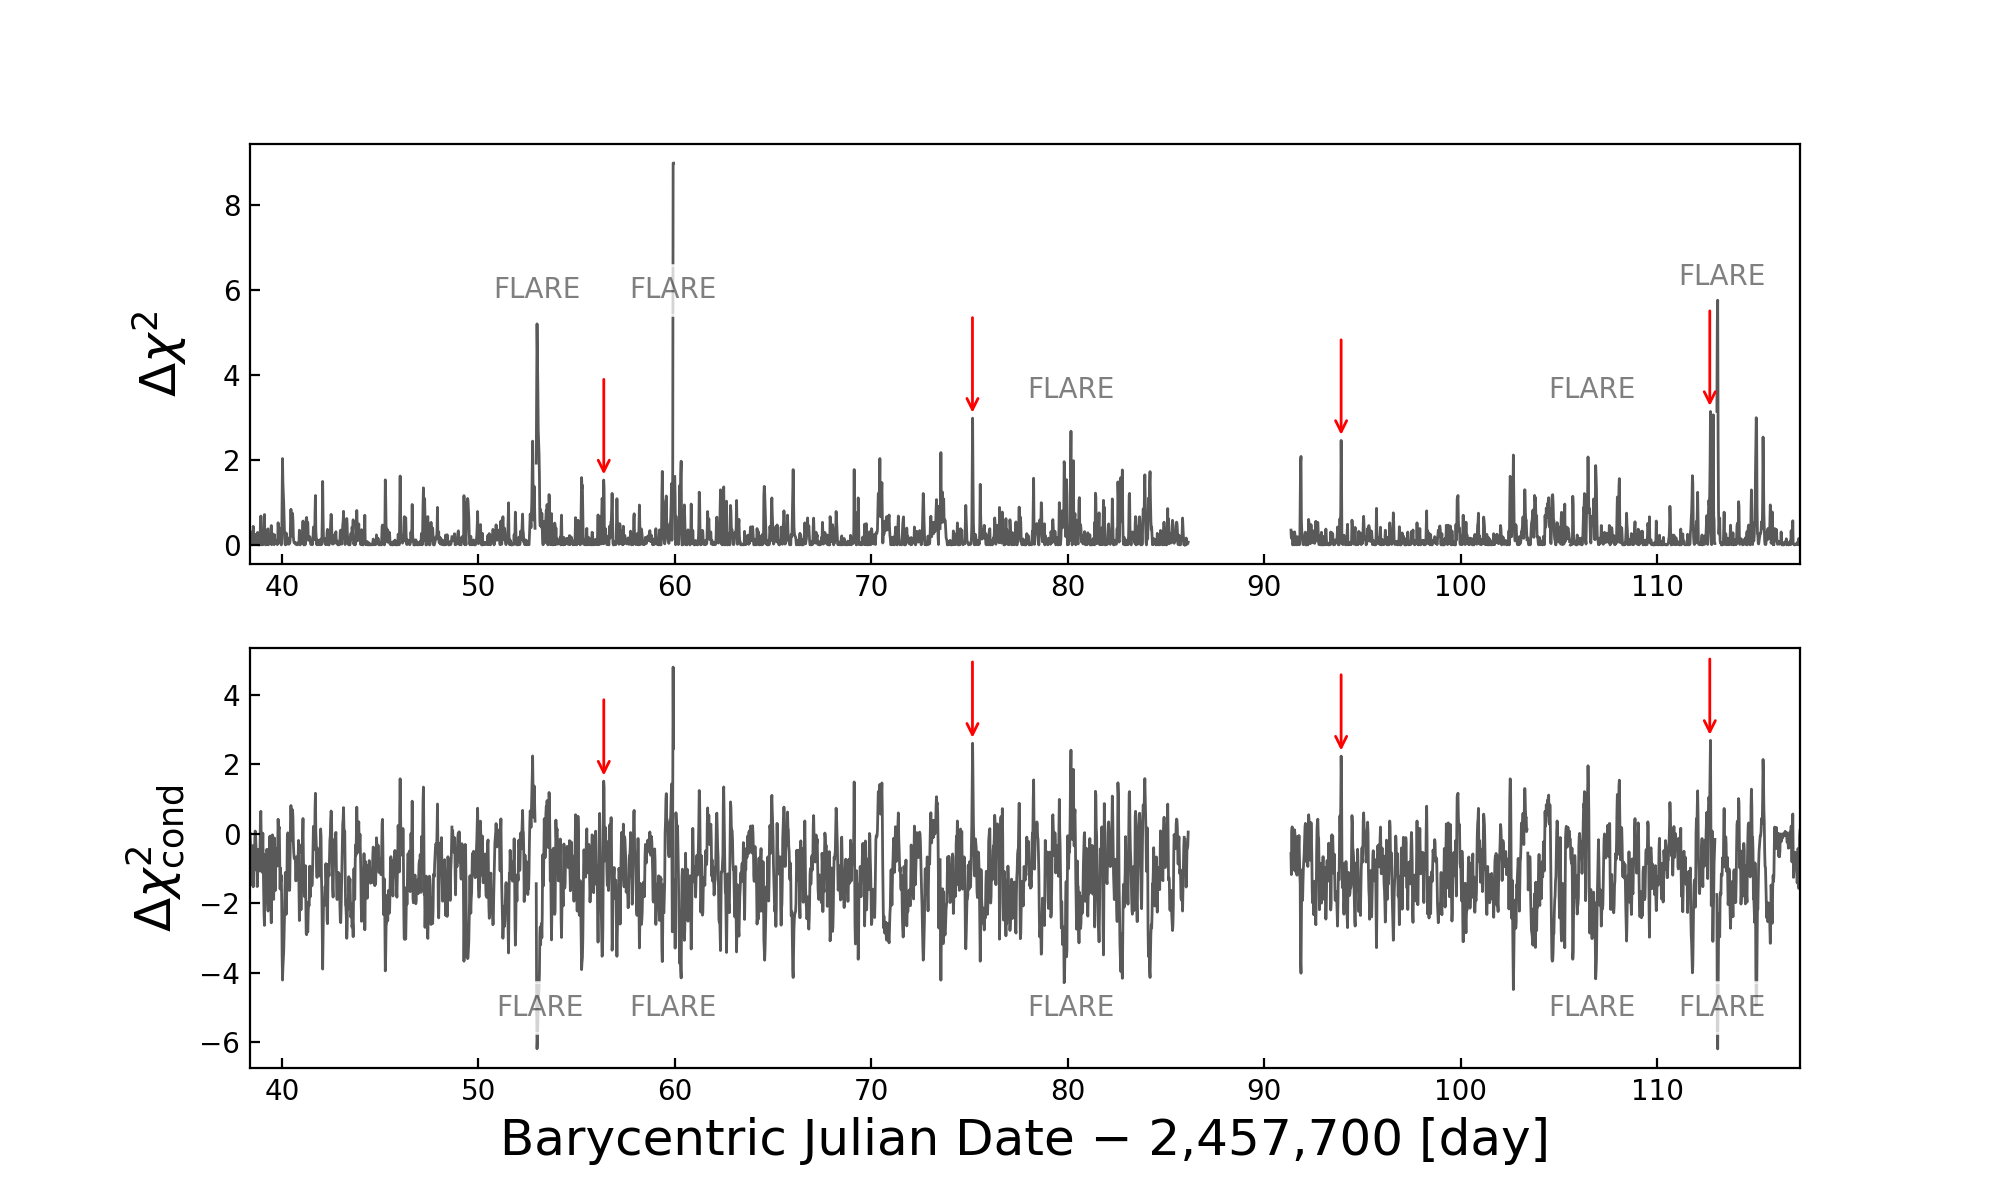 Δχ²
8
6
4
2
0
FLARE FLARE FLARE FLARE FLARE
40 50 60 70 80 90 100 110
Δχ²cond
4
2
0
−2
−4
−6
FLARE FLARE FLARE FLARE FLARE
40 50 60 70 80 90 100 110
Barycentric Julian Date − 2,457,700 [day]